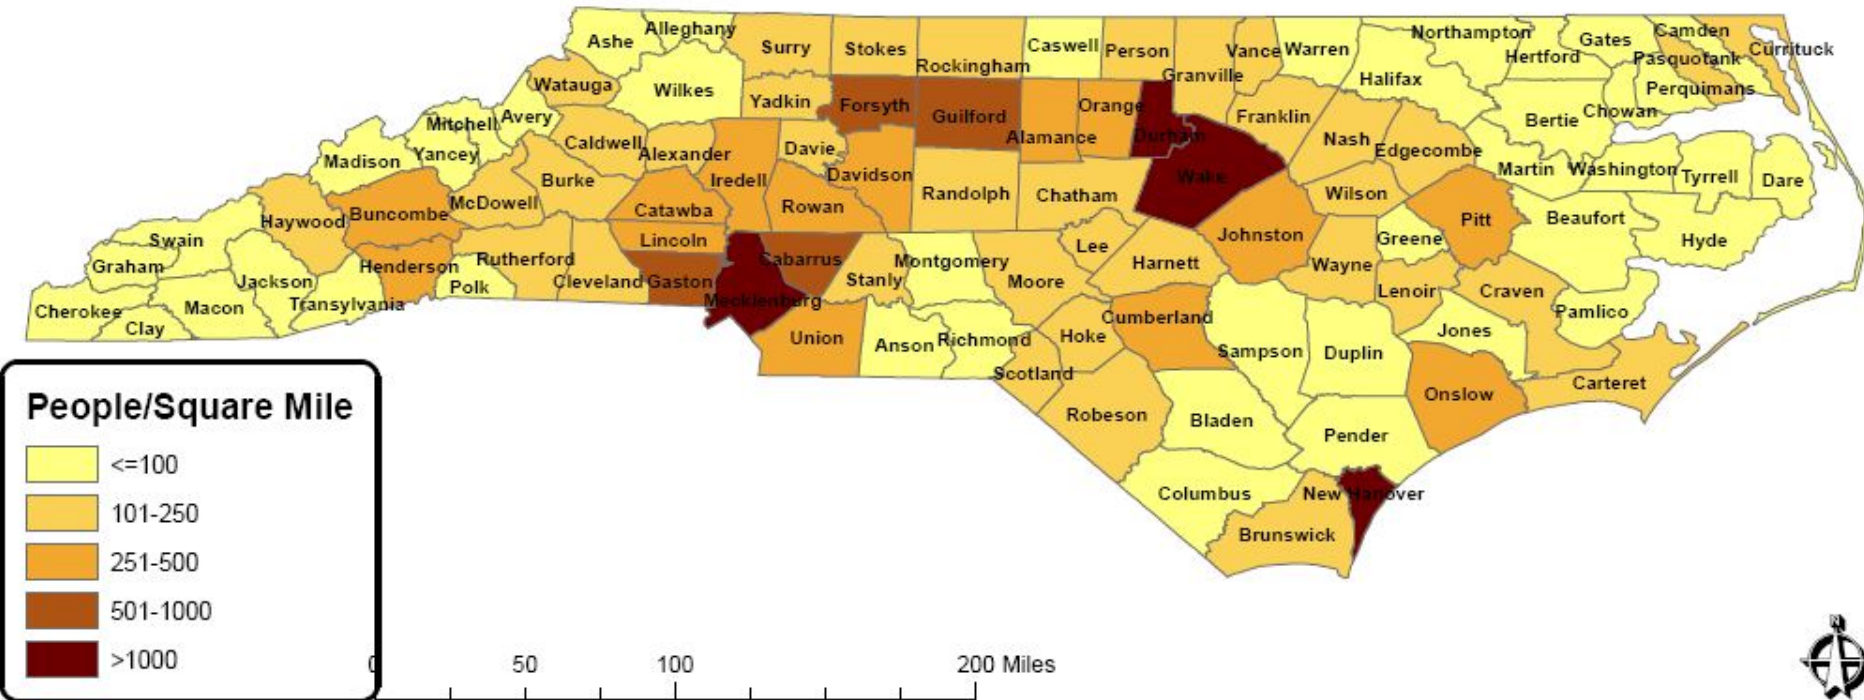 Ashe
Alleghany
Surry
Stokes
Rockingham
Caswell
Person
Granville
Vance
Warren
Northampton
Halifax
Hertford
Gates
Camden
Pasquotank
Currituck
Perquimans
Chowan
Bertie
Watauga
Wilkes
Yadkin
Forsyth
Guilford
Alamance
Orange
Durham
Franklin
Nash
Edgecombe
Martin
Washington
Tyrrell
Dare
Mitchell
Avery
Caldwell
Alexander
Davie
Iredell
Davidson
Randolph
Chatham
Wake
Wilson
Madison
Yancey
Burke
McDowell
Catawba
Rowan
Johnston
Greene
Pitt
Beaufort
Hyde
Haywood
Buncombe
Swain
Graham
Jackson
Henderson
Rutherford
Cleveland
Lincoln
Gaston
Mecklenburg
Cabarrus
Stanly
Montgomery
Moore
Lee
Harnett
Wayne
Lenoir
Craven
Pamlico
Cherokee
Clay
Macon
Transylvania
Polk
Union
Anson
Richmond
Scotland
Hoke
Cumberland
Sampson
Duplin
Jones
Onslow
Carteret
Robeson
Bladen
Pender
Columbus
New Hanover
Brunswick
People/Square Mile
<=100
101-250
251-500
501-1000
>1000
0 50 100 200 Miles
N